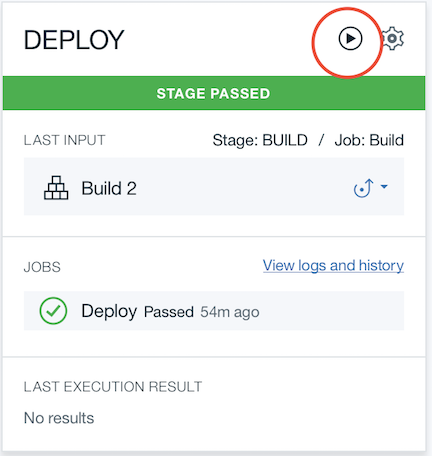 DEPLOY
STAGE PASSED
LAST INPUT Stage: BUILD / Job: Build
Build 2
JOBS View logs and history
Deploy Passed 54m ago
LAST EXECUTION RESULT
No results